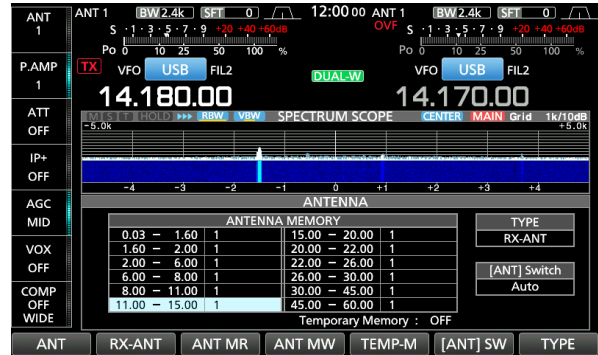 ANT 1 BW 2.4k SFT 0 12:00 00 ANT 1 BW 2.4k SFT 0
ANT
1
S ·1·3·5·7·9 +20 +40 +60dB OVF S ·1·3·5·7·9 +20 +40 +60dB
Po 0 10 25 50 100 % Po 0 10 25 50 100 %
P.AMP
1
TX VFO USB FIL2 DUAL-W VFO USB FIL2
14.180.00 14.170.00
ATT
OFF
M S T HOLD RBW VBW SPECTRUM SCOPE CENTER MAIN Grid 1k/10dB
−5.0k +5.0k
IP+
OFF
−4 −3 −2 −1 0 +1 +2 +3 +4
AGC
MID
ANTENNA
ANTENNA MEMORY
0.03 − 1.60 1 15.00 − 20.00 1
1.60 − 2.00 1 20.00 − 22.00 1
2.00 − 6.00 1 22.00 − 26.00 1
6.00 − 8.00 1 26.00 − 30.00 1
8.00 − 11.00 1 30.00 − 45.00 1
11.00 − 15.00 1 45.00 − 60.00 1
Temporary Memory : OFF
TYPE
RX-ANT
[ANT] Switch
Auto
VOX
OFF
COMP
OFF
WIDE
ANT RX-ANT ANT MR ANT MW TEMP-M [ANT] SW TYPE